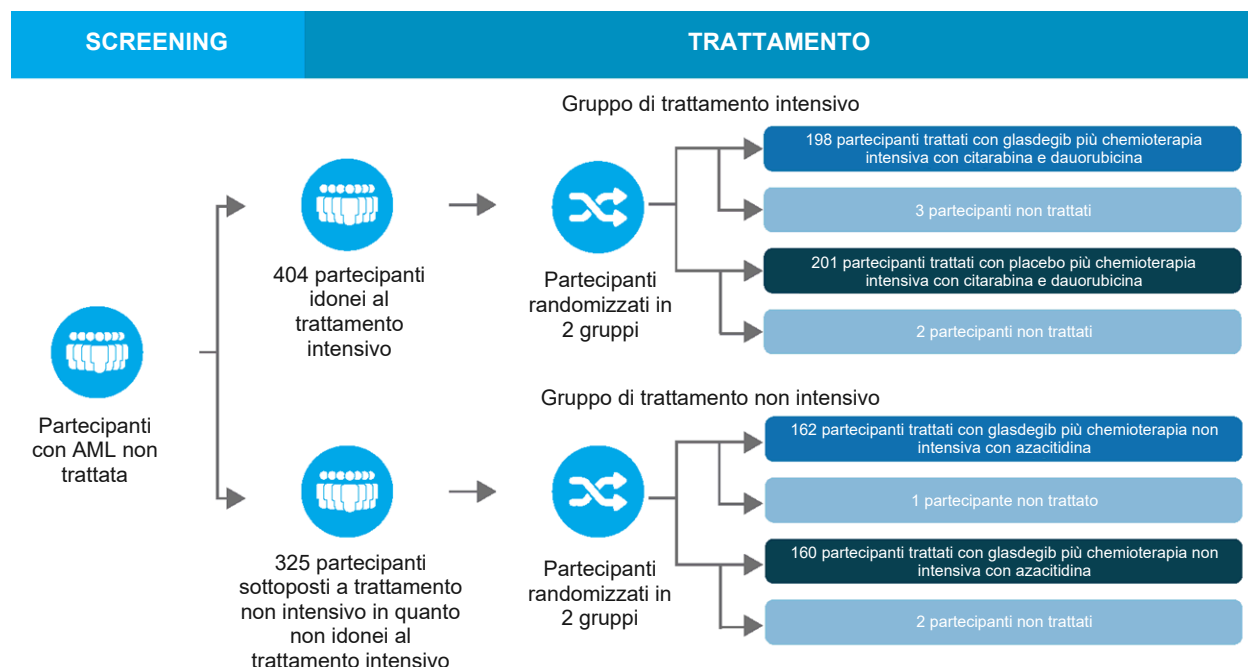 SCREENING
TRATTAMENTO
Partecipanti
con AML non
trattata
404 partecipanti
idonei al
trattamento
intensivo
Gruppo di trattamento intensivo
Partecipanti
randomizzati in
2 gruppi
198 partecipanti trattati con glasdegib più chemioterapia
intensiva con citarabina e dauorubicina
3 partecipanti non trattati
201 partecipanti trattati con placebo più chemioterapia
intensiva con citarabina e dauorubicina
2 partecipanti non trattati
325 partecipanti
sottoposti a trattamento
non intensivo in quanto
non idonei al
trattamento intensivo
Gruppo di trattamento non intensivo
Partecipanti
randomizzati in
2 gruppi
162 partecipanti trattati con glasdegib più chemioterapia non
intensiva con azacitidina
1 partecipante non trattato
160 partecipanti trattati con glasdegib più chemioterapia non
intensiva con azacitidina
2 partecipanti non trattati